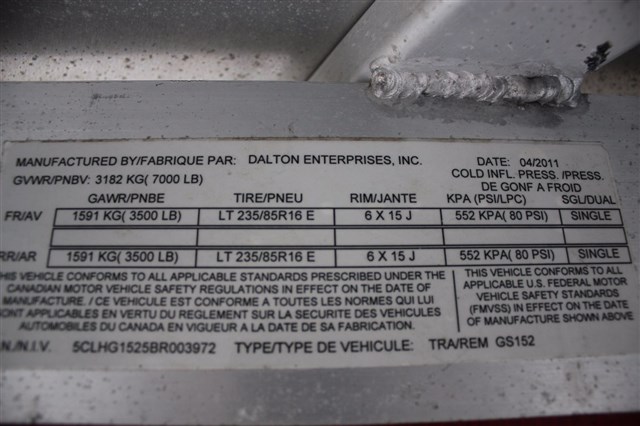 MANUFACTURED BY/FABRIQUE PAR: DALTON ENTERPRISES, INC. DATE: 04/2011
GVWR/PNBV: 3182 KG( 7000 LB) COLD INFL. PRESS./PRESS.
DE GONF A FROID
GAWR/PNBE TIRE/PNEU RIM/JANTE KPA (PSI/LPC) SGL/DUAL
FR/AV 1591 KG( 3500 LB) LT 235/85R16 E 6 X 15 J 552 KPA( 80 PSI) SINGLE
RR/AR 1591 KG( 3500 LB) LT 235/85R16 E 6 X 15 J 552 KPA( 80 PSI) SINGLE
THIS VEHICLE CONFORMS TO ALL APPLICABLE STANDARDS PRESCRIBED UNDER THE
CANADIAN MOTOR VEHICLE SAFETY REGULATIONS IN EFFECT ON THE DATE OF
MANUFACTURE. / CE VEHICULE EST CONFORME A TOUTES LES NORMES QUI LUI
SONT APPLICABLES EN VERTU DU REGLEMENT SUR LA SECURITE DES VEHICULES
AUTOMOBILES DU CANADA EN VIGUEUR A LA DATE DE SA FABRICATION.
THIS VEHICLE CONFORMS TO ALL
APPLICABLE U.S. FEDERAL MOTOR
VEHICLE SAFETY STANDARDS
(FMVSS) IN EFFECT ON THE DATE
OF MANUFACTURE SHOWN ABOVE
.N./N.I.V. 5CLHG1525BR003972 TYPE/TYPE DE VEHICULE: TRA/REM GS152